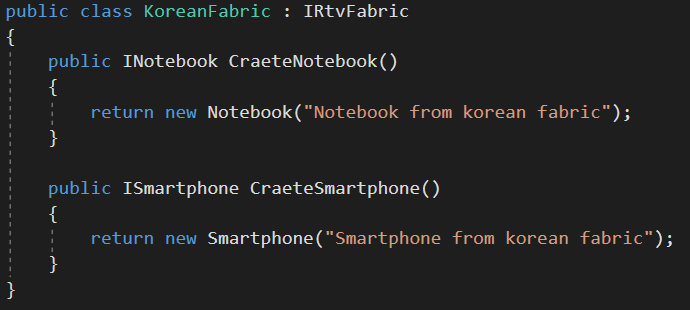 public class KoreanFabric : IRtvFabric
{
    public INotebook CraeteNotebook()
    {
        return new Notebook("Notebook from korean fabric");
    }

    public ISmartphone CraeteSmartphone()
    {
        return new Smartphone("Smartphone from korean fabric");
    }
}